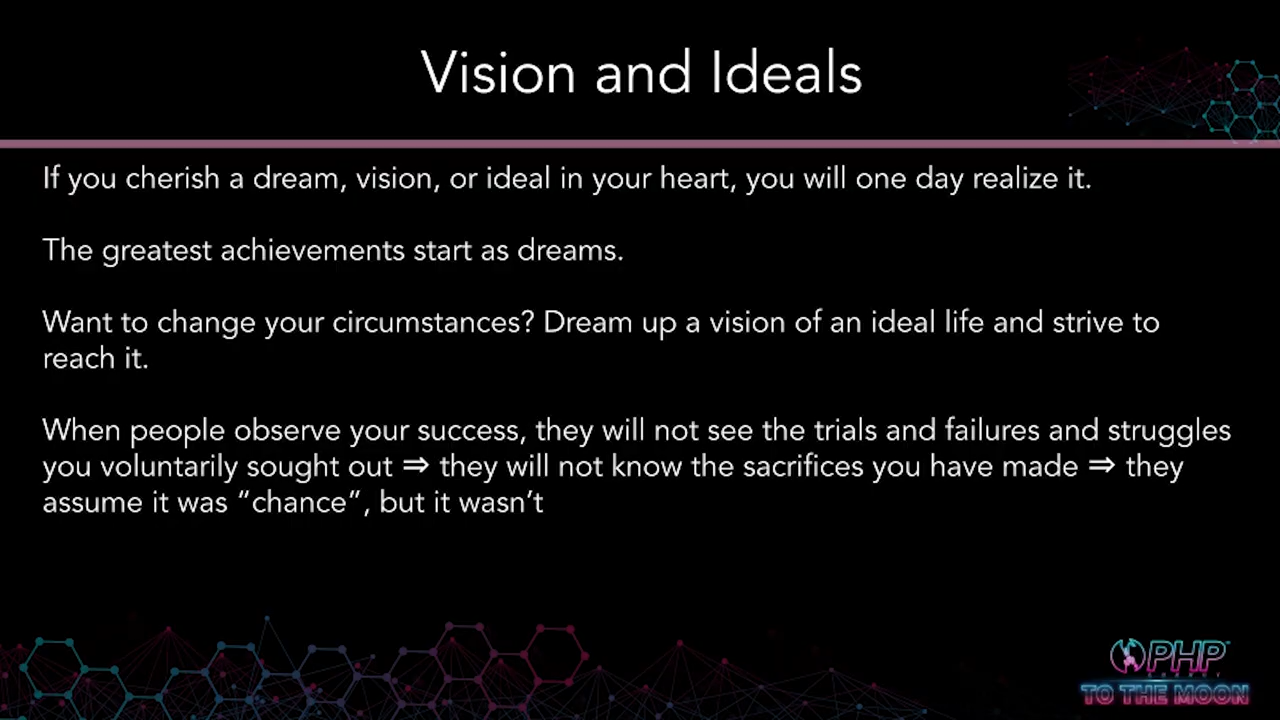 Vision and Ideals
If you cherish a dream, vision, or ideal in your heart, you will one day realize it.
The greatest achievements start as dreams.
Want to change your circumstances? Dream up a vision of an ideal life and strive to
reach it.
When people observe your success, they will not see the trials and failures and struggles
you voluntarily sought out ⇒ they will not know the sacrifices you have made ⇒ they
assume it was “chance”, but it wasn’t
PHP
TO THE MOON